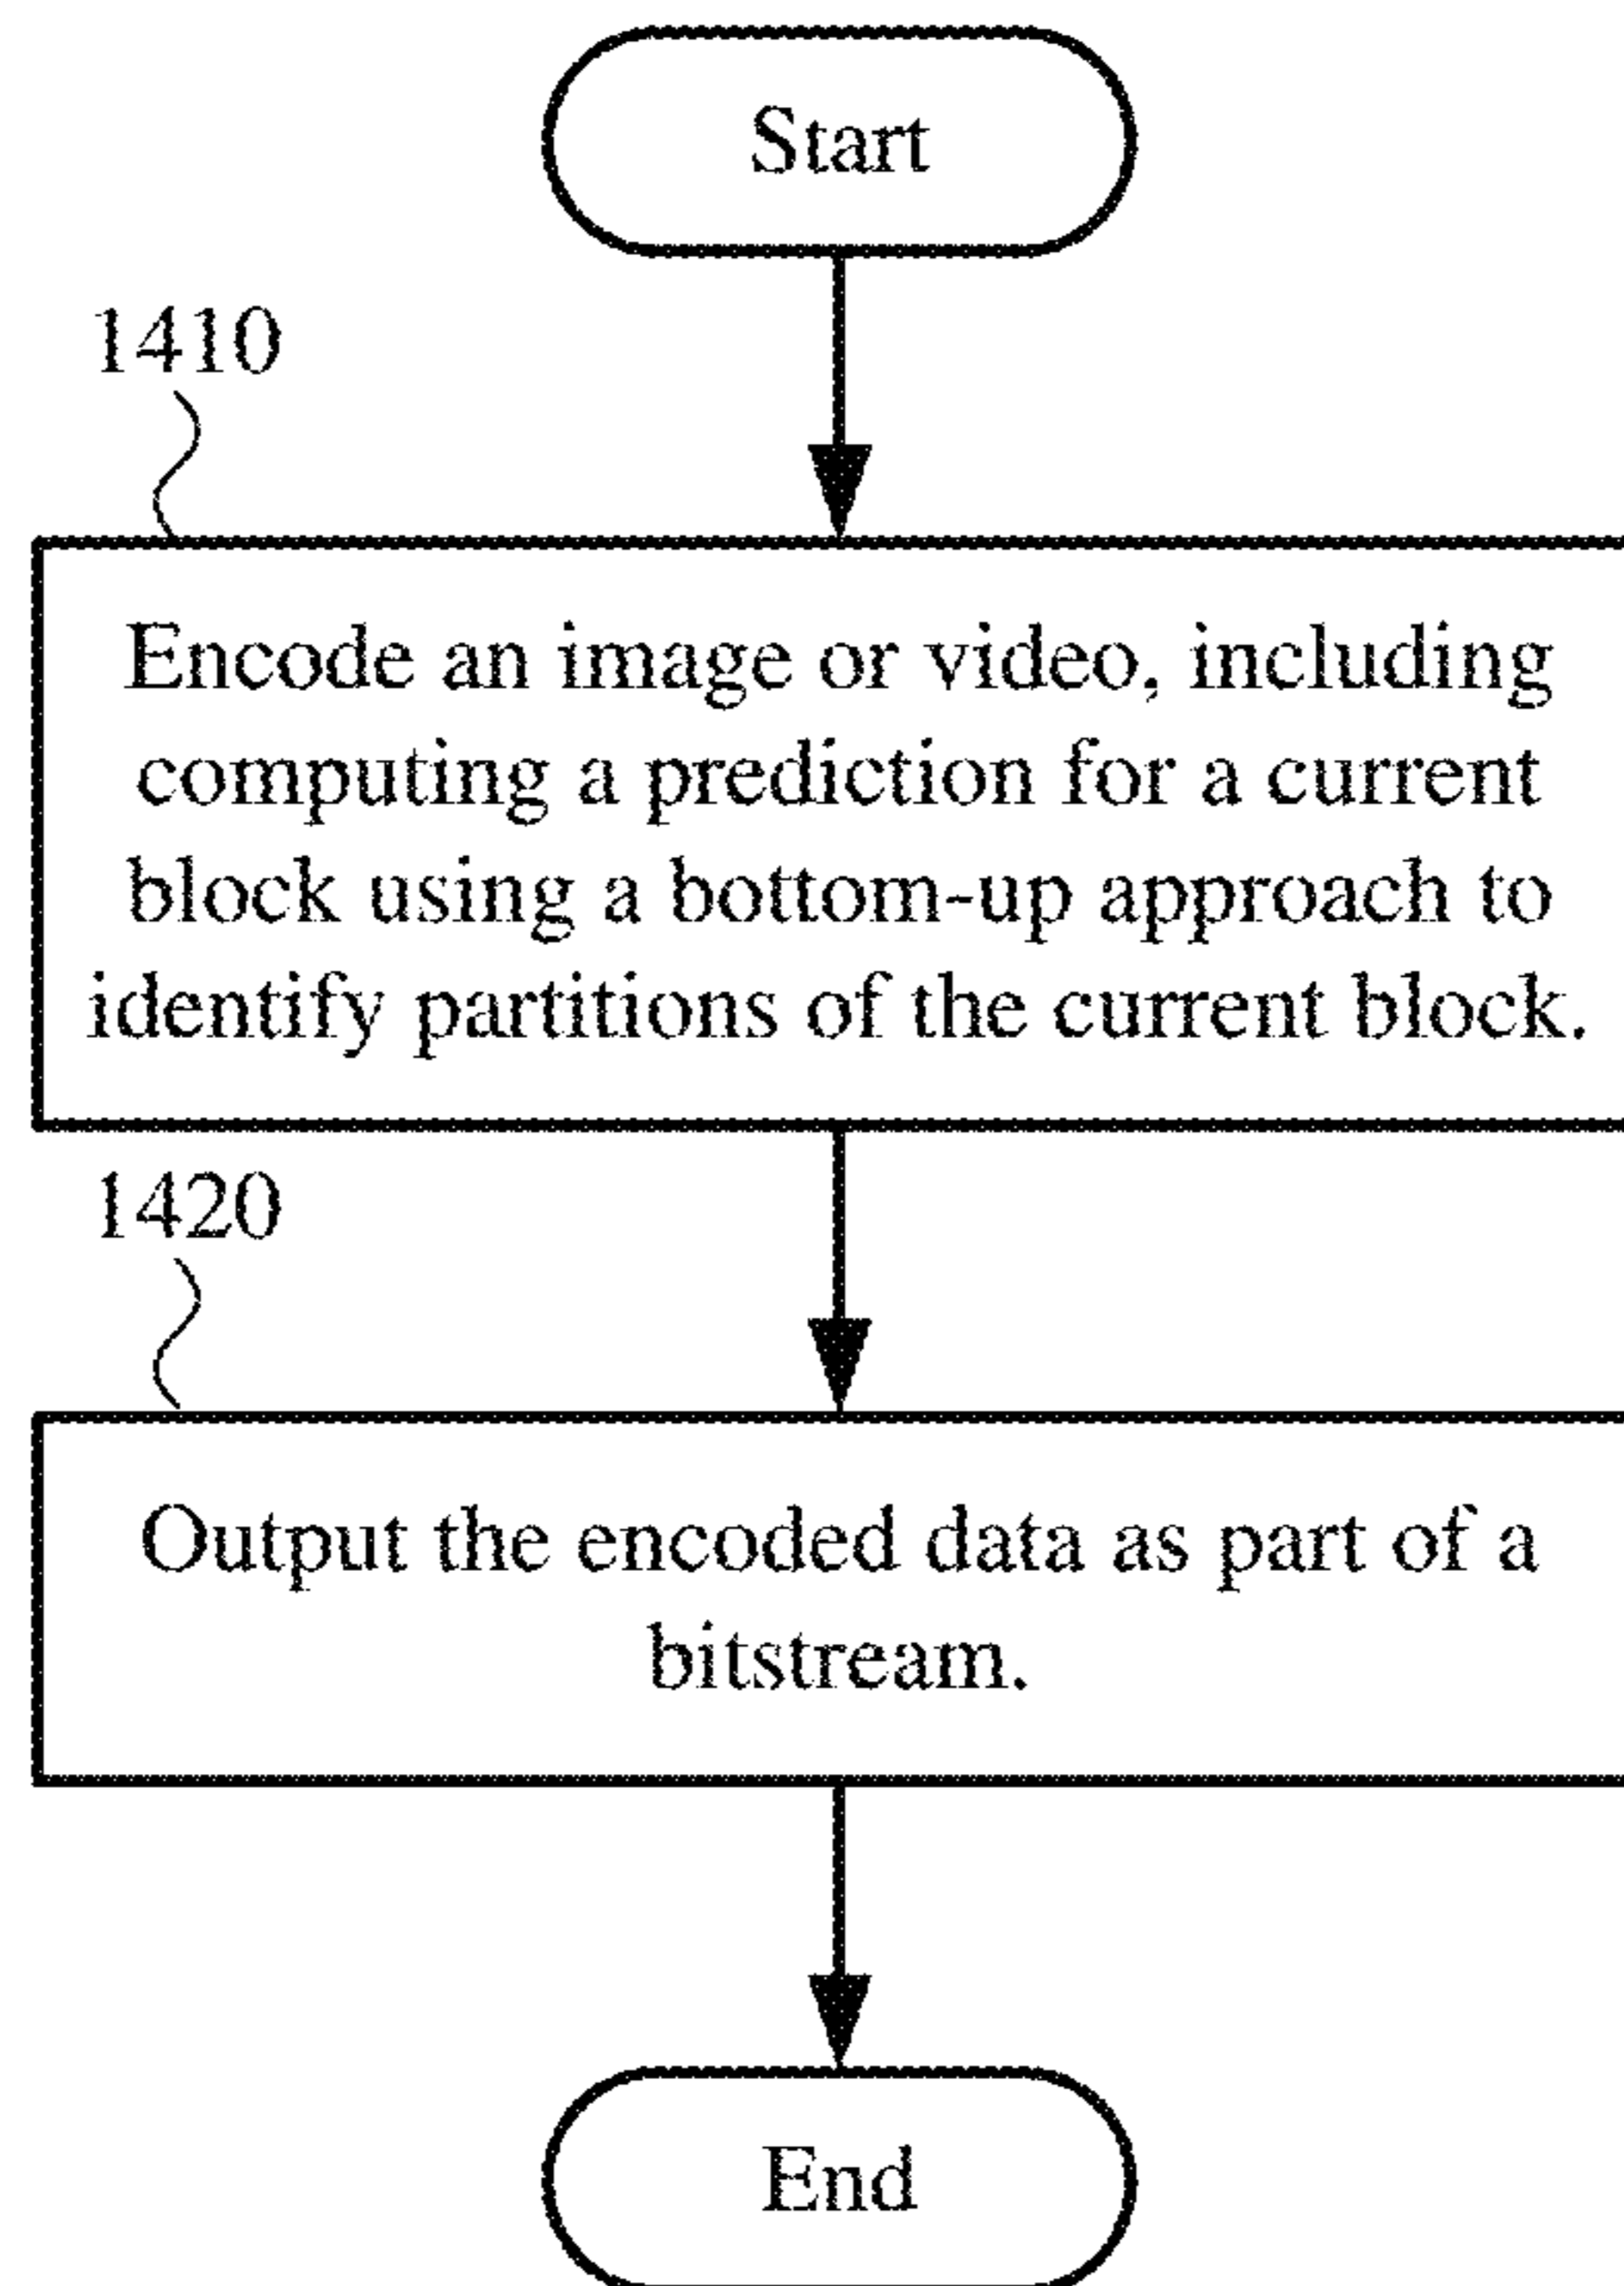 Start
1410
Encode an image or video, including
computing a prediction for a current
block using a bottom-up approach to
identify partitions of the current block.
1420
Output the encoded data as part of a
bitstream.
End